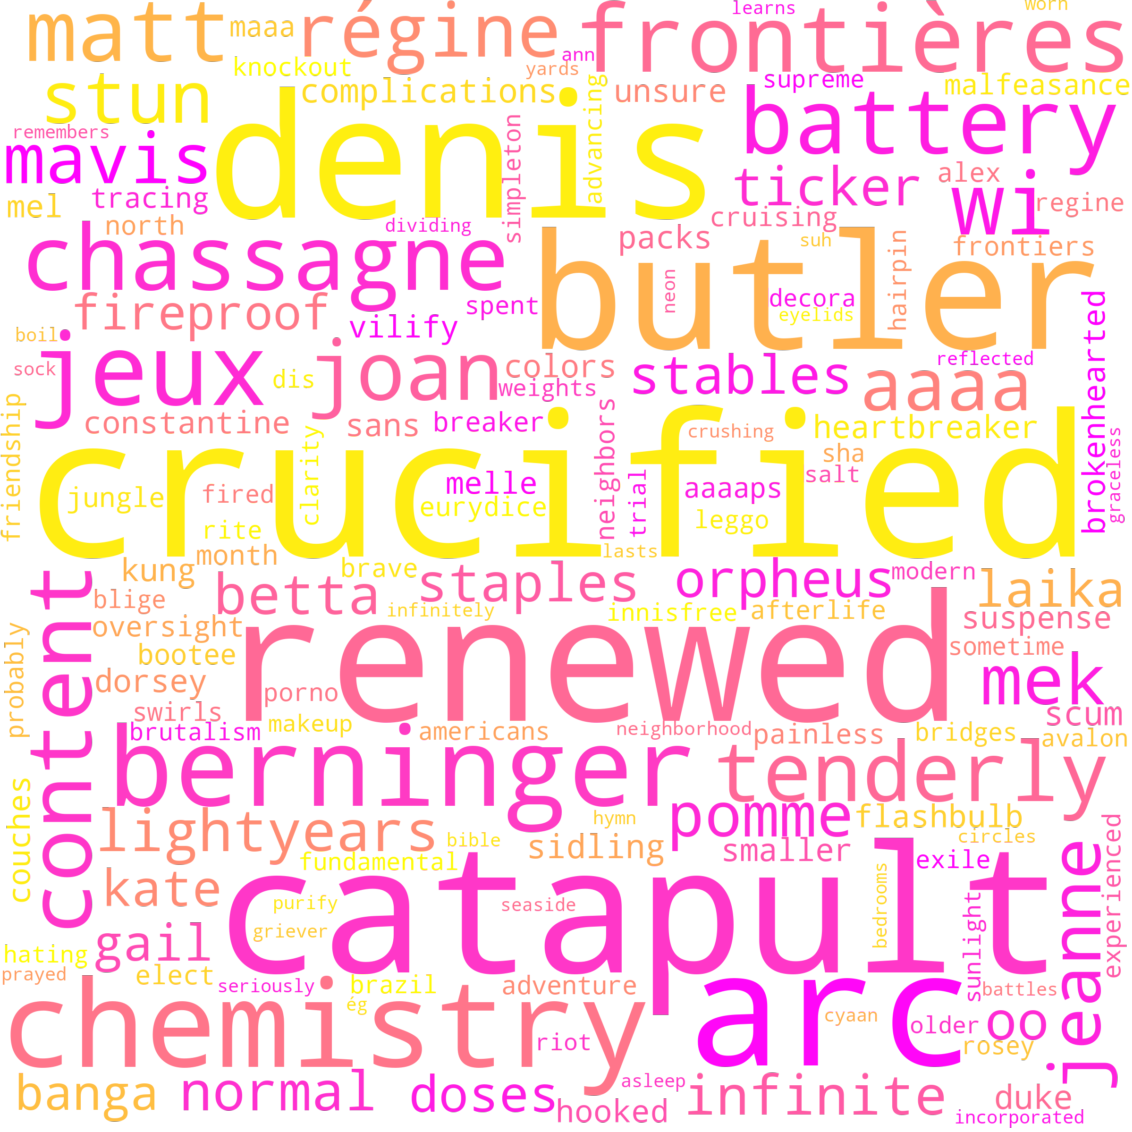 matt
maaa
régine
ann
frontières
learns
worn
knockout
yards
stun
complications
advancing
unsure
supreme
malfeasance
denis
battery
remembers
mavis
simpleton
tracing
ticker
alex
wi
regine
mel
north
dividing
cruising
chassagne
packs
suh
hairpin
frontiers
butler
neon
fireproof
spent
decora
eyelids
vilify
brokenhearted
boil
jeux
joan
colors
reflected
sock
dis
weights
stables
aaaa
friendship
constantine
sans
breaker
neighbors
crushing
heartbreaker
graceless
crucified
clarity
sha
salt
jungle
fired
melle
trial
aaaaps
eurydice
leggo
rite
month
lasts
kung
brave
staples
orpheus
modern
laika
content
blige
betta
infinitely
innisfree
afterlife
suspense
oversight
renewed
sometime
probably
bootee
dorsey
porno
mek
swirls
scum
makeup
brutalism
americans
neighborhood
painless
bridges
avalon
berninger
tenderly
couches
lightyears
hymn
pomme
flashbulb
bible
sidling
smaller
circles
experienced
fundamental
exile
jeanne
kate
catapult
purify
seaside
bedrooms
sunlight
griever
gail
hating
prayed
elect
seriously
brazil
adventure
battles
chemistry
ég
arc
cyaan
older
oo
riot
rosey
banga
normal
doses
asleep
infinite
duke
hooked
incorporated